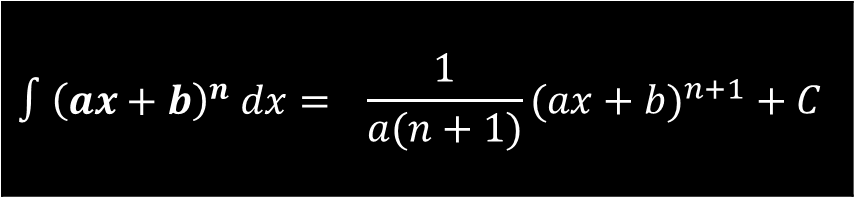 ∫ (ax + b)ⁿ dx = 1/(a(n + 1)) (ax + b)ⁿ⁺¹ + C